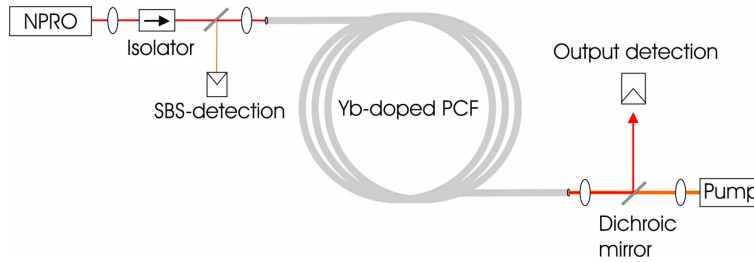 NPRO
Isolator
SBS-detection
Yb-doped PCF
Output detection
Pump
Dichroic
mirror